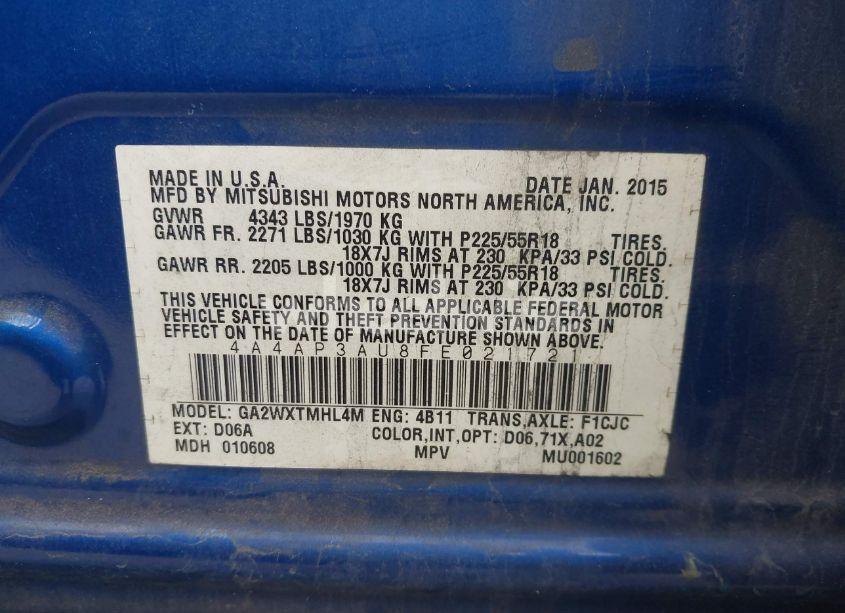 MADE IN U.S.A. DATE JAN. 2015
MFD BY MITSUBISHI MOTORS NORTH AMERICA, INC.
GVWR 4343 LBS/1970 KG
GAWR FR. 2271 LBS/1030 KG WITH P225/55R18 TIRES.
18X7J RIMS AT 230 KPA/33 PSI COLD.
GAWR RR. 2205 LBS/1000 KG WITH P225/55R18 TIRES.
18X7J RIMS AT 230 KPA/33 PSI COLD.
THIS VEHICLE CONFORMS TO ALL APPLICABLE FEDERAL MOTOR
VEHICLE SAFETY AND THEFT PREVENTION STANDARDS IN
EFFECT ON THE DATE OF MANUFACTURE SHOWN ABOVE.
4A4AP3AU8FE021721
MODEL: GA2WXTMHL4M ENG: 4B11 TRANS,AXLE: F1CJC
EXT: D06A COLOR,INT,OPT: D06,71X,A02
MDH 010608 MPV MU001602